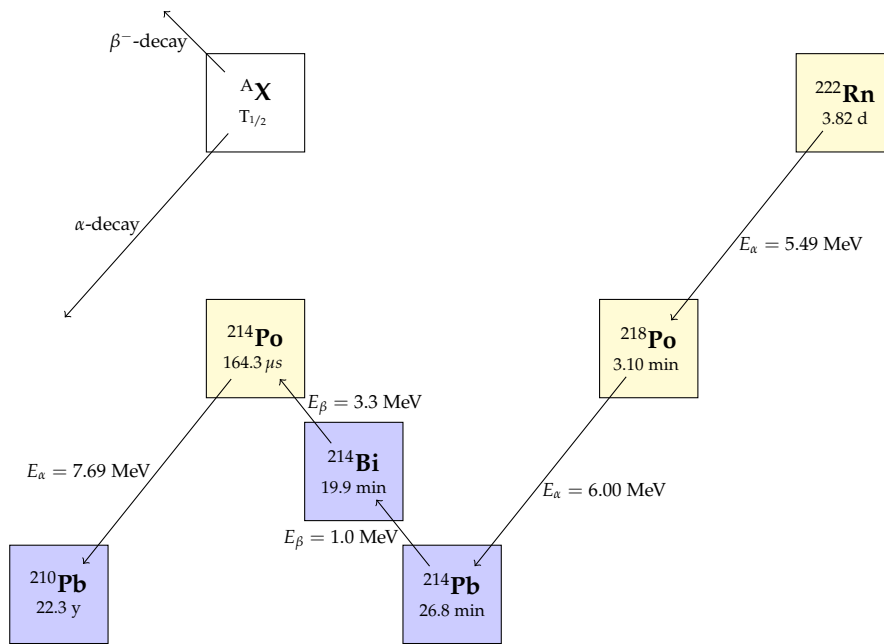 β⁻-decay
ᴬX
T₁/₂
²²²Rn
3.82 d
α-decay
E_α = 5.49 MeV
²¹⁴Po
164.3 μs
²¹⁸Po
3.10 min
E_β = 3.3 MeV
²¹⁴Bi
19.9 min
E_α = 7.69 MeV
E_α = 6.00 MeV
E_β = 1.0 MeV
²¹⁰Pb
22.3 y
²¹⁴Pb
26.8 min